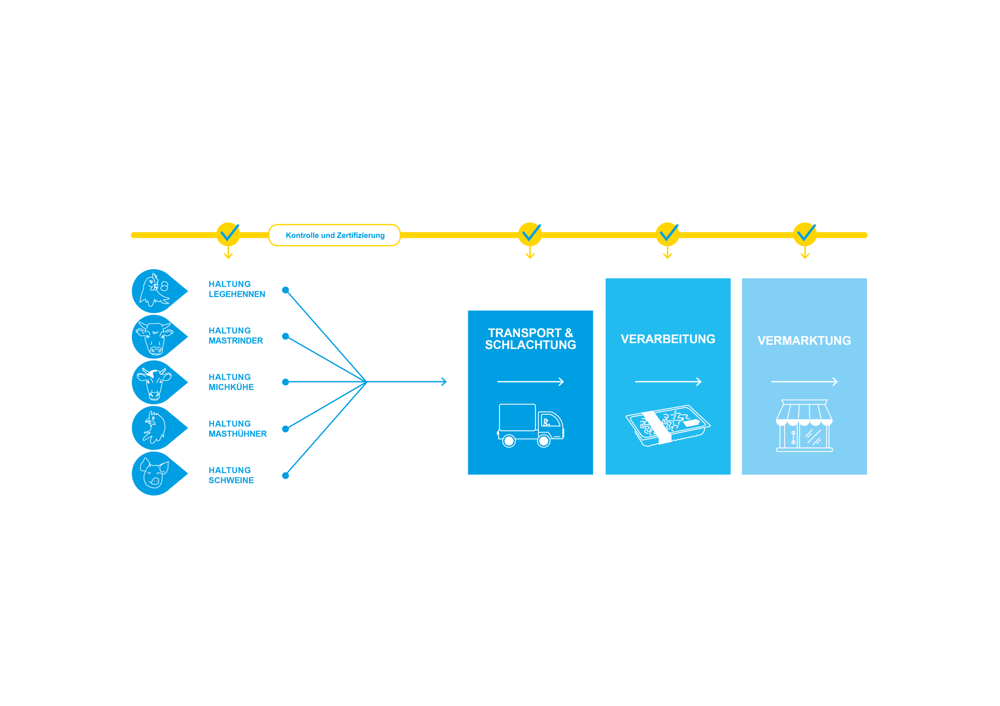 Kontrolle und Zertifizierung
HALTUNG
LEGEHENNEN
HALTUNG
MASTRINDER
HALTUNG
MICHKÜHE
HALTUNG
MASTHÜHNER
HALTUNG
SCHWEINE
TRANSPORT &
SCHLACHTUNG
VERARBEITUNG
VERMARKTUNG